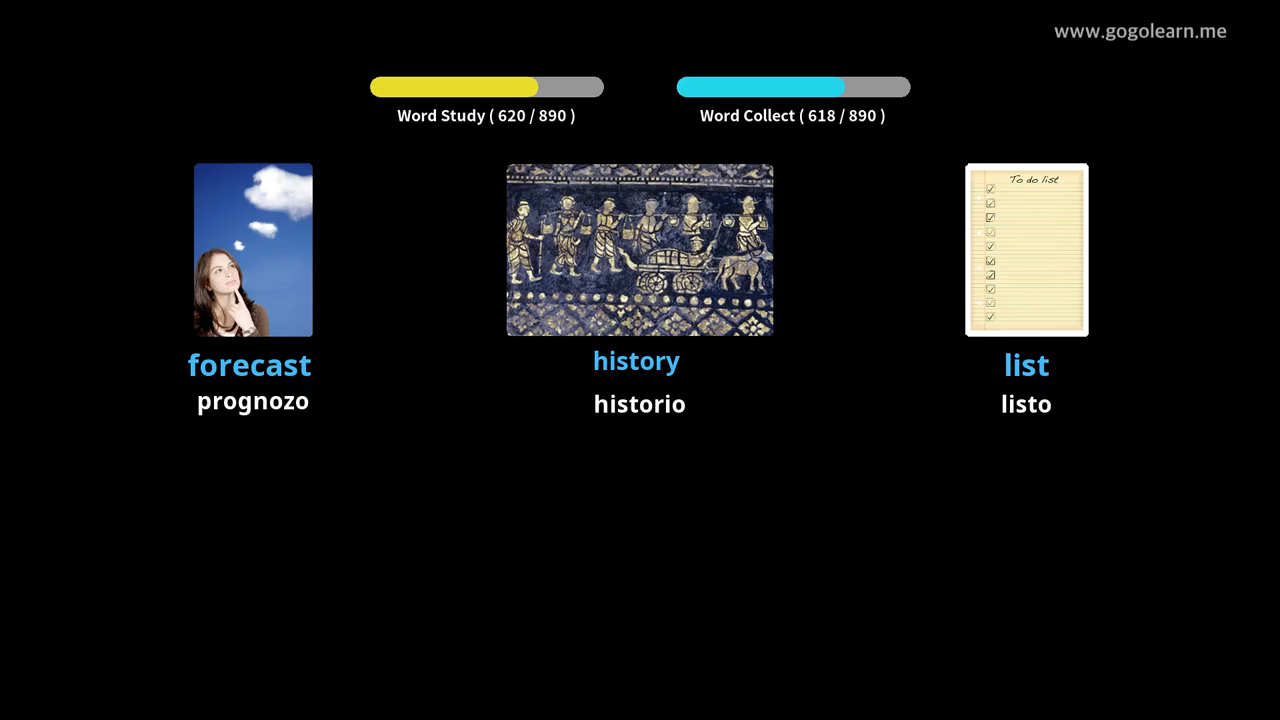 www.gogolearn.me
Word Study ( 620 / 890 )
Word Collect ( 618 / 890 )
To do list
forecast
prognozo
history
historio
list
listo